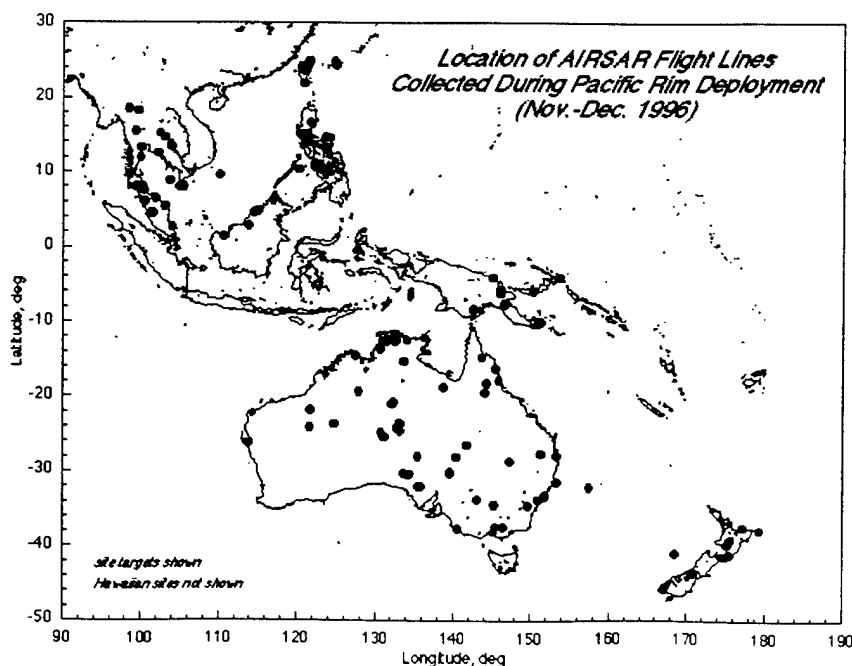 Location of AIRSAR Flight Lines
Collected During Pacific Rim Deployment
(Nov.-Dec. 1996)
30
20
10
0
-10
-20
-30
-40
-50
Latitude, deg
site targets shown
Hawaiian sites not shown
90 100 110 120 130 140 150 160 170 180 190
Longitude, deg